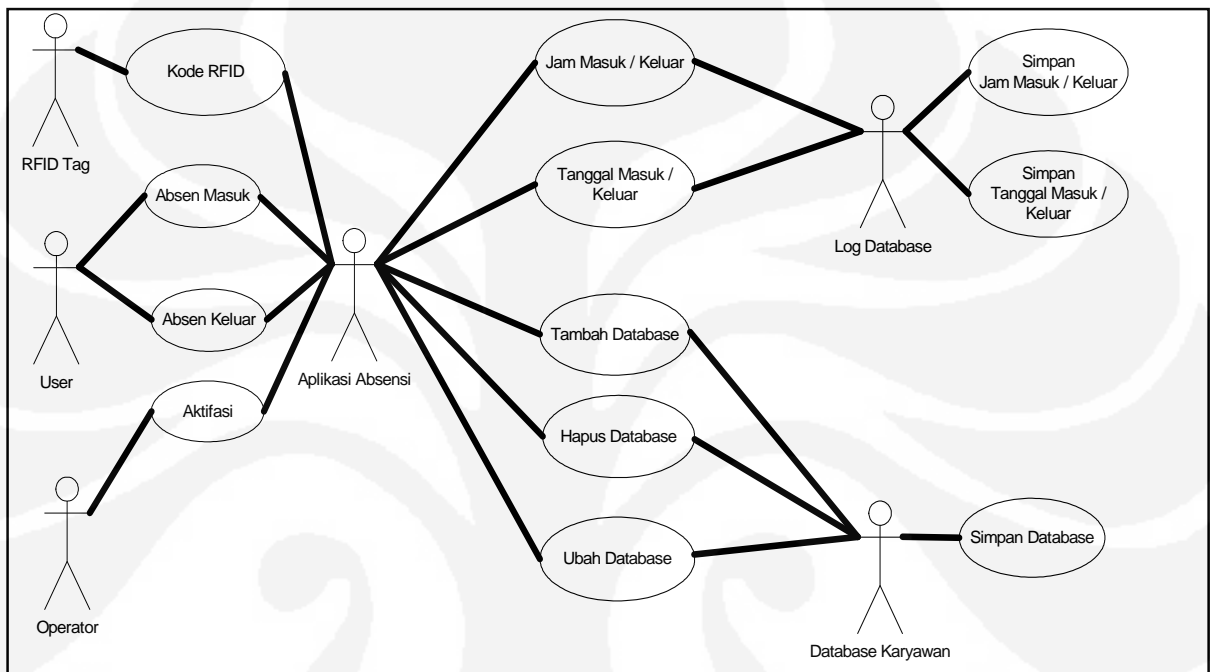 Kode RFID
RFID Tag
Absen Masuk
User
Absen Keluar
Aktifasi
Operator
Aplikasi Absensi
Jam Masuk / Keluar
Tanggal Masuk /
Keluar
Tambah Database
Hapus Database
Ubah Database
Log Database
Simpan
Jam Masuk / Keluar
Simpan
Tanggal Masuk /
Keluar
Database Karyawan
Simpan Database